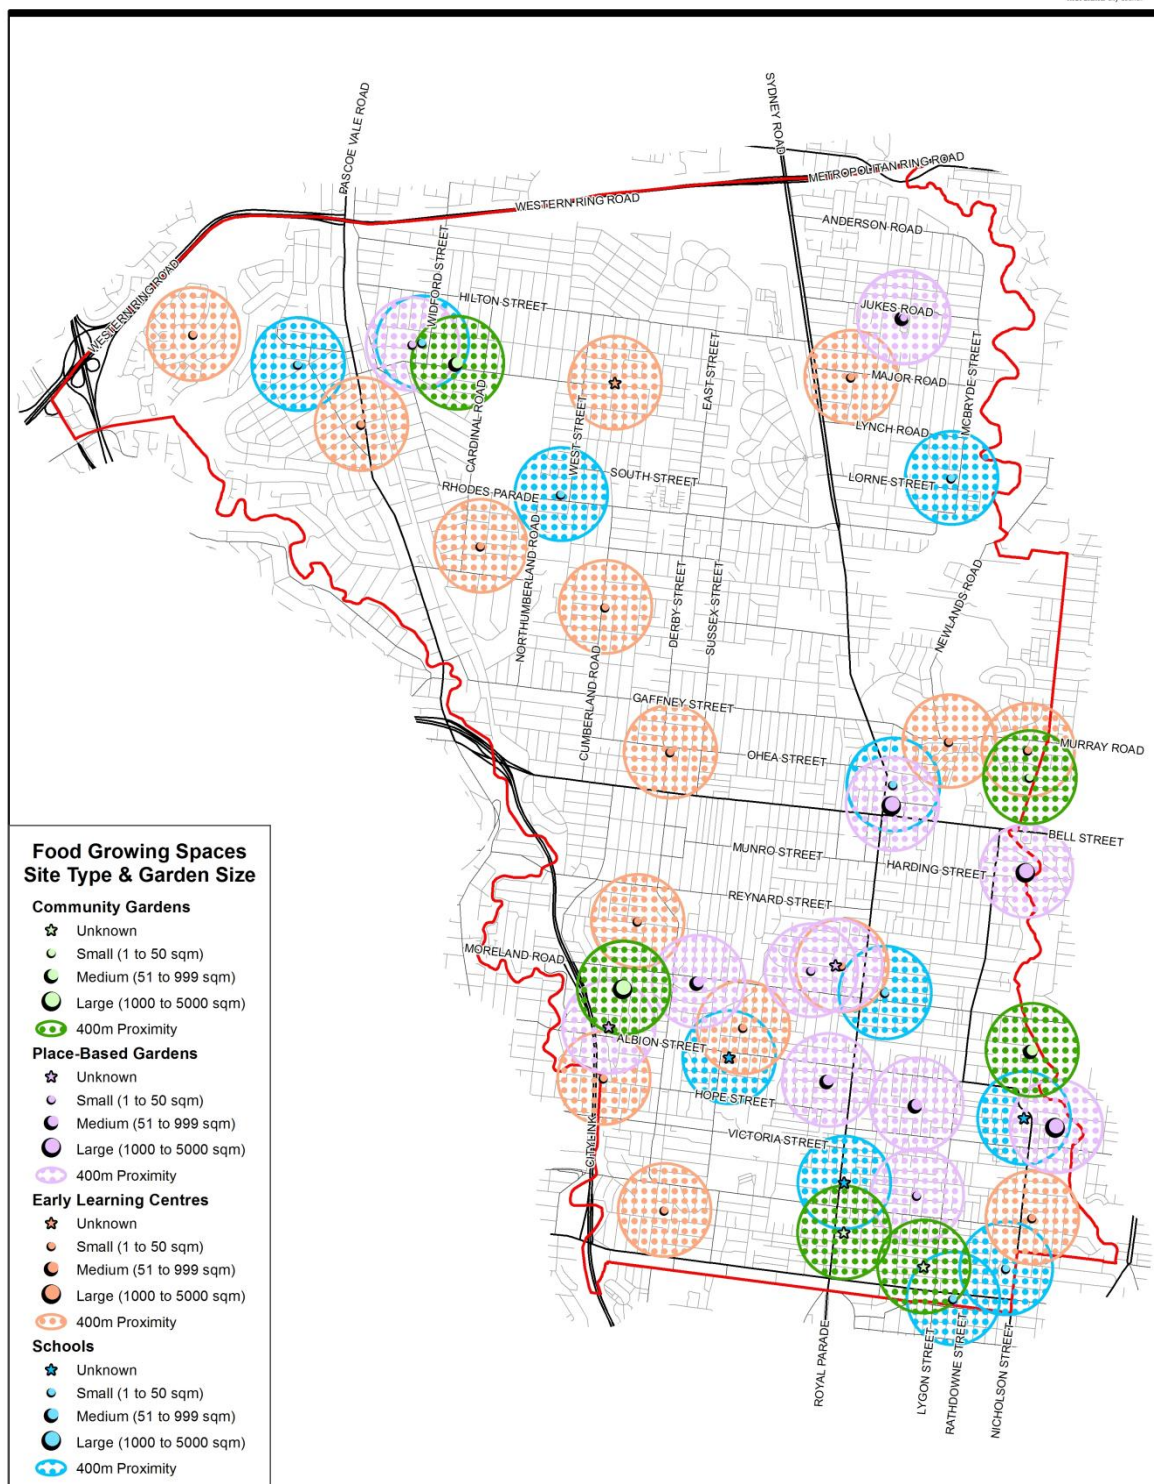 SYDNEY ROAD
PASCOE VALE ROAD
METROPOLITAN RING ROAD
WESTERN RING ROAD
ANDERSON ROAD
WIDFORD STREET
WESTERN RING ROAD
HILTON STREET
JUKES ROAD
EAST STREET
MCBRYDE STREET
MAJOR ROAD
CARDINAL ROAD
WEST STREET
LYNCH ROAD
SOUTH STREET
LORNE STREET
RHODES PARADE
NORTHUMBERLAND ROAD
NEWLANDS ROAD
DERBY STREET
SUSSEX STREET
CUMBERLAND ROAD
GAFFNEY STREET
MURRAY ROAD
OHEA STREET
BELL STREET
MUNRO STREET
HARDING STREET
REYNARD STREET
MORELAND ROAD
ALBION STREET
HOPE STREET
VICTORIA STREET
CITYLINK
ROYAL PARADE
LYGON STREET
RATHDOWNE STREET
NICHOLSON STREET
Food Growing Spaces
Site Type & Garden Size
Community Gardens
Unknown
Small (1 to 50 sqm)
Medium (51 to 999 sqm)
Large (1000 to 5000 sqm)
400m Proximity
Place-Based Gardens
Unknown
Small (1 to 50 sqm)
Medium (51 to 999 sqm)
Large (1000 to 5000 sqm)
400m Proximity
Early Learning Centres
Unknown
Small (1 to 50 sqm)
Medium (51 to 999 sqm)
Large (1000 to 5000 sqm)
400m Proximity
Schools
Unknown
Small (1 to 50 sqm)
Medium (51 to 999 sqm)
Large (1000 to 5000 sqm)
400m Proximity